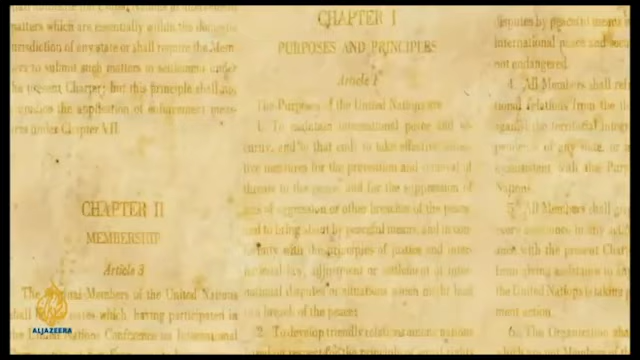 matters which are essentially within the domestic
jurisdiction of any state or shall require the Mem-
bers to submit such matters to settlement under
the present Charter; but this principle shall not
the application of enforcement meas-
ures under Chapter VII.
CHAPTER II
MEMBERSHIP
Article 3
The Members of the United Nations
shall states which, having participated in
the United Nations Conference on International
CHAPTER I
PURPOSES AND PRINCIPLES
Article 1
The Purposes of the United Nations are
1. To maintain international peace and se-
curity, and to that end: to take effective collec-
tive measures for the prevention and removal of
threats to the peace, and for the suppression of
acts of aggression or other breaches of the peace,
and to bring about by peaceful means, and in con-
formity with the principles of justice and inter-
national law, adjustment or settlement of inter-
national disputes or situations which might lead
to a breach of the peace;
2. To develop friendly relations among nations
disputes by peaceful means in
international peace and secu
not endangered.
4. All Members shall refr
tional relations from the
against the territorial integr
pendence of any state, or
inconsistent with the Purp
Nations.
5. All Members shall
every assistance in any
ance with the present Char
from giving assistance to
the United Nations is taking
ment action.
6. The Organization sha
ALJAZEERA